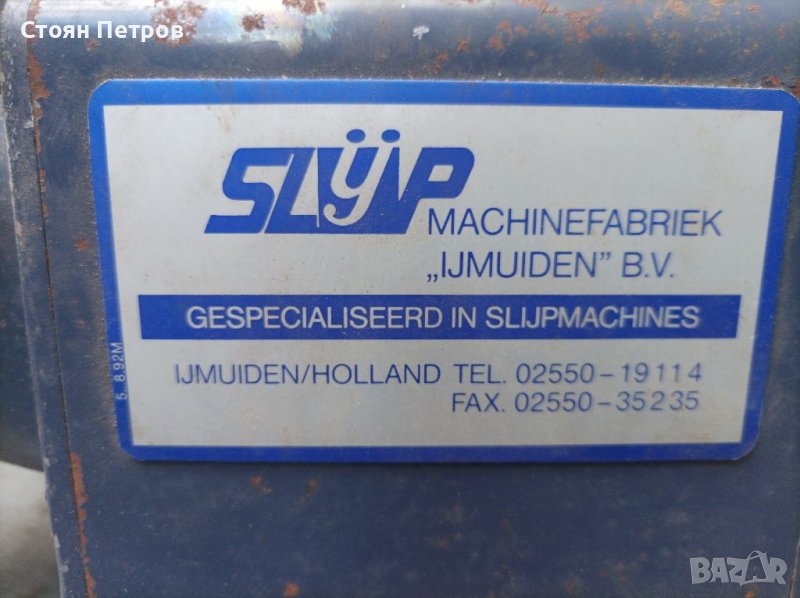 Стоян Петров
SLÿP
MACHINEFABRIEK
„IJMUIDEN” B.V.
GESPECIALISEERD IN SLIJPMACHINES
IJMUIDEN/HOLLAND TEL. 02550-19114
FAX. 02550-35235
5..8 92M
BAZAR